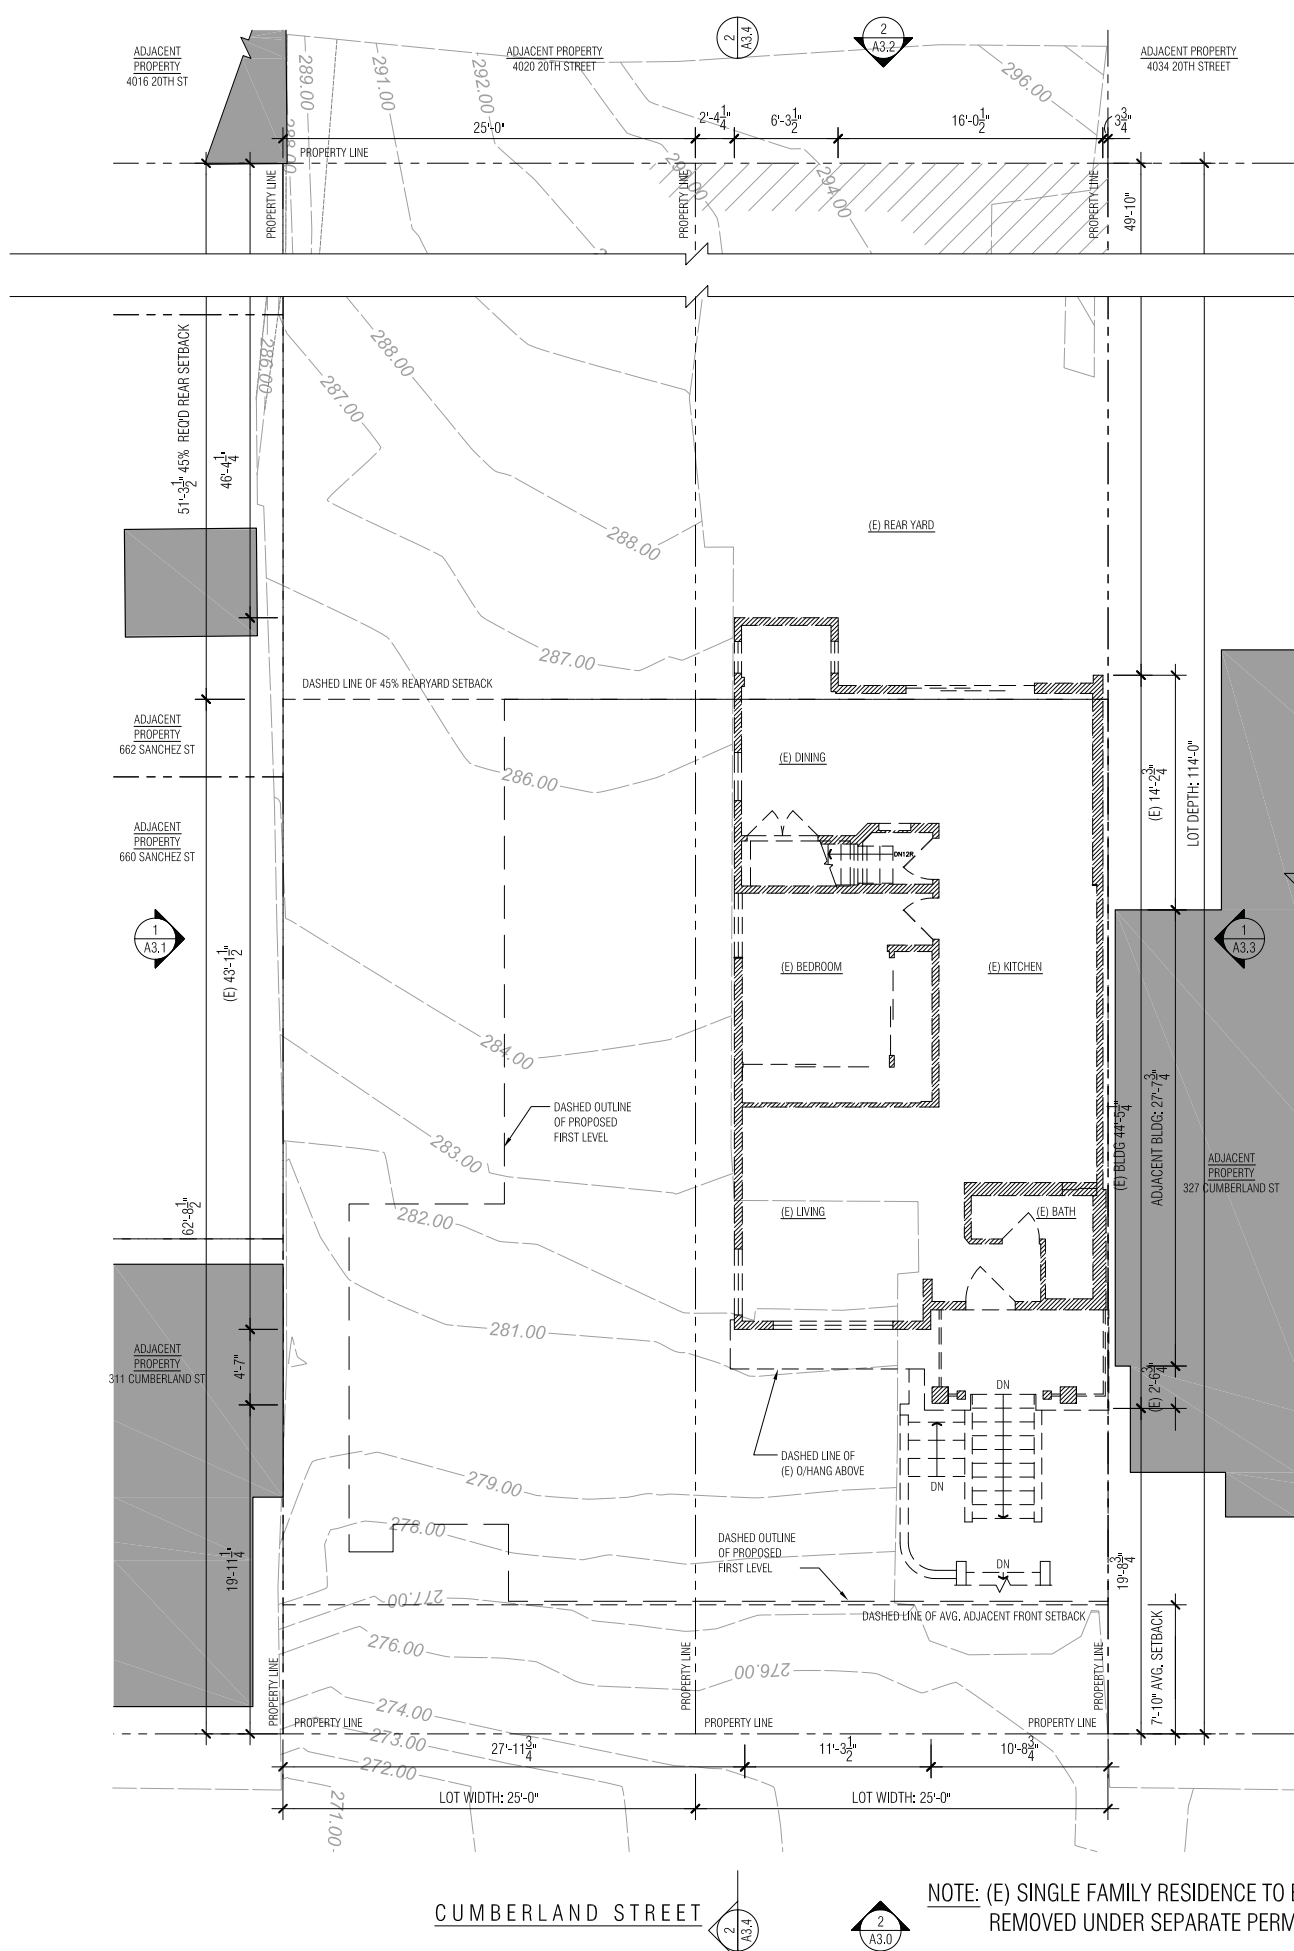 ADJACENT
PROPERTY
4016 20TH ST
289.00
291.00
292.00
ADJACENT PROPERTY
4020 20TH STREET
2
A3.4
2
A3.2
296.00
ADJACENT PROPERTY
4034 20TH STREET
288.00
25'-0"
2'-4 1/4"
6'-3 1/2"
16'-0 1/2"
3 3/4"
PROPERTY LINE
PROPERTY LINE
PROPERTY LINE
294.00
PROPERTY LINE
49'-10"
51'-3 1/2" 45% REQ'D REAR SETBACK
46'-4 1/4"
286.00
287.00
288.00
288.00
(E) REAR YARD
287.00
DASHED LINE OF 45% REARYARD SETBACK
ADJACENT
PROPERTY
662 SANCHEZ ST
286.00
(E) DINING
(E) 14'-2 3/4"
LOT DEPTH: 114'-0"
ADJACENT
PROPERTY
660 SANCHEZ ST
DN12R
1
A3.1
(E) 43'-1 1/2"
(E) BEDROOM
(E) KITCHEN
1
A3.3
284.00
DASHED OUTLINE
OF PROPOSED
FIRST LEVEL
283.00
(E) BLDG 44'-5 1/4"
ADJACENT BLDG: 27'-7 3/4"
ADJACENT
PROPERTY
327 CUMBERLAND ST
62'-8 1/2"
282.00
(E) LIVING
(E) BATH
281.00
ADJACENT
PROPERTY
311 CUMBERLAND ST
4'-7"
DN
(E) 2'-6 3/4"
DASHED LINE OF
(E) O/HANG ABOVE
279.00
DN
278.00
DASHED OUTLINE
OF PROPOSED
FIRST LEVEL
DN
19'-11 1/4"
19'-8 3/4"
277.00
DASHED LINE OF AVG. ADJACENT FRONT SETBACK
276.00
276.00
PROPERTY LINE
PROPERTY LINE
PROPERTY LINE
7'-10" AVG. SETBACK
274.00
PROPERTY LINE
PROPERTY LINE
PROPERTY LINE
273.00
27'-11 3/4"
11'-3 1/2"
10'-8 3/4"
272.00
271.00
LOT WIDTH: 25'-0"
LOT WIDTH: 25'-0"
CUMBERLAND STREET
2
A3.4
2
A3.0
NOTE: (E) SINGLE FAMILY RESIDENCE TO
REMOVED UNDER SEPARATE